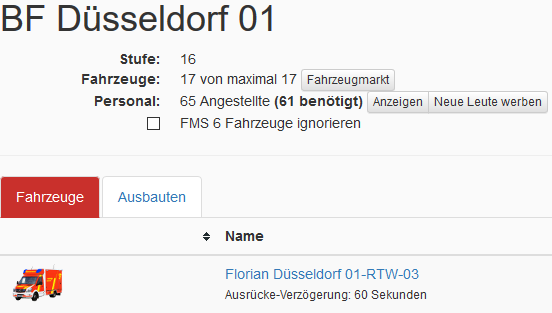 BF Düsseldorf 01
Stufe: 16
Fahrzeuge: 17 von maximal 17 Fahrzeugmarkt
Personal: 65 Angestellte (61 benötigt) Anzeigen Neue Leute werben
FMS 6 Fahrzeuge ignorieren
Fahrzeuge Ausbauten
Name
Florian Düsseldorf 01-RTW-03
Ausrücke-Verzögerung: 60 Sekunden